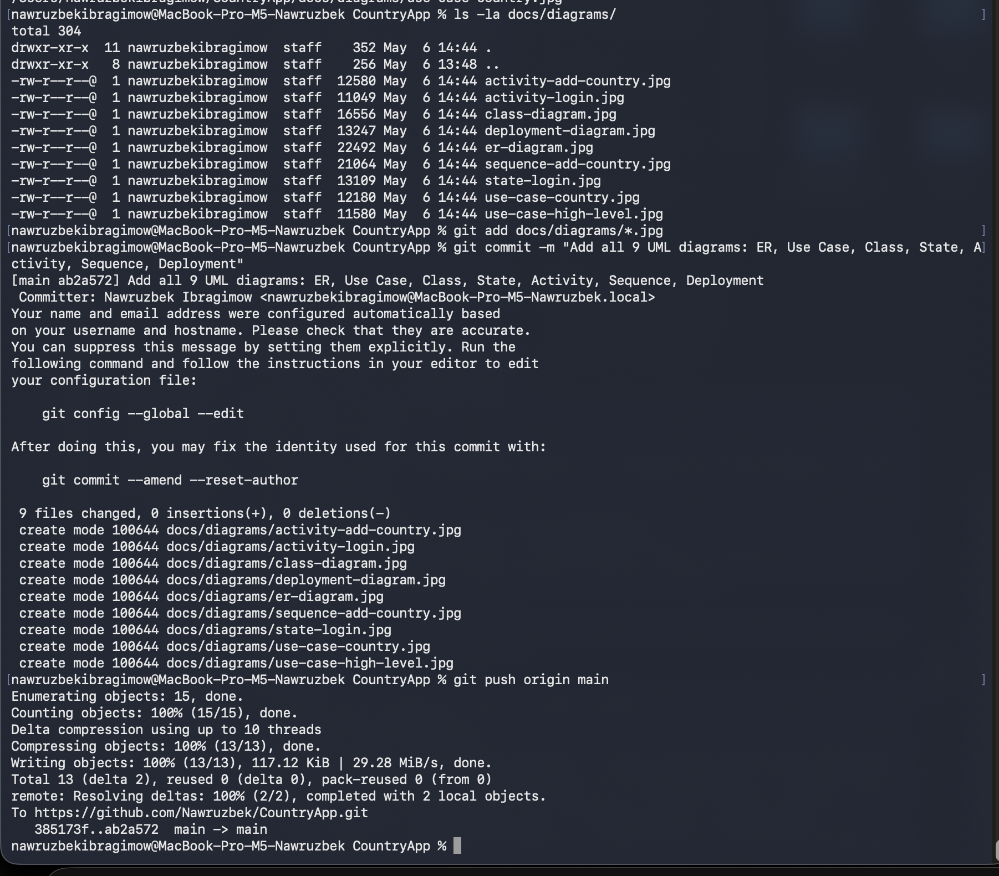 /Users/nawruzbekibragimow/CountryApp/docs/diagrams/use-case-country.jpg
[nawruzbekibragimow@MacBook-Pro-M5-Nawruzbek CountryApp % ls -la docs/diagrams/ ]
total 304
drwxr-xr-x  11 nawruzbekibragimow  staff    352 May  6 14:44 .
drwxr-xr-x   8 nawruzbekibragimow  staff    256 May  6 13:48 ..
-rw-r--r--@  1 nawruzbekibragimow  staff  12580 May  6 14:44 activity-add-country.jpg
-rw-r--r--@  1 nawruzbekibragimow  staff  11049 May  6 14:44 activity-login.jpg
-rw-r--r--@  1 nawruzbekibragimow  staff  16556 May  6 14:44 class-diagram.jpg
-rw-r--r--@  1 nawruzbekibragimow  staff  13247 May  6 14:44 deployment-diagram.jpg
-rw-r--r--@  1 nawruzbekibragimow  staff  22492 May  6 14:44 er-diagram.jpg
-rw-r--r--@  1 nawruzbekibragimow  staff  21064 May  6 14:44 sequence-add-country.jpg
-rw-r--r--@  1 nawruzbekibragimow  staff  13109 May  6 14:44 state-login.jpg
-rw-r--r--@  1 nawruzbekibragimow  staff  12180 May  6 14:44 use-case-country.jpg
-rw-r--r--@  1 nawruzbekibragimow  staff  11580 May  6 14:44 use-case-high-level.jpg
[nawruzbekibragimow@MacBook-Pro-M5-Nawruzbek CountryApp % git add docs/diagrams/*.jpg ]
[nawruzbekibragimow@MacBook-Pro-M5-Nawruzbek CountryApp % git commit -m "Add all 9 UML diagrams: ER, Use Case, Class, State, A]
ctivity, Sequence, Deployment"
[main ab2a572] Add all 9 UML diagrams: ER, Use Case, Class, State, Activity, Sequence, Deployment
 Committer: Nawruzbek Ibragimow <nawruzbekibragimow@MacBook-Pro-M5-Nawruzbek.local>
Your name and email address were configured automatically based
on your username and hostname. Please check that they are accurate.
You can suppress this message by setting them explicitly. Run the
following command and follow the instructions in your editor to edit
your configuration file:
    git config --global --edit
After doing this, you may fix the identity used for this commit with:
    git commit --amend --reset-author
 9 files changed, 0 insertions(+), 0 deletions(-)
 create mode 100644 docs/diagrams/activity-add-country.jpg
 create mode 100644 docs/diagrams/activity-login.jpg
 create mode 100644 docs/diagrams/class-diagram.jpg
 create mode 100644 docs/diagrams/deployment-diagram.jpg
 create mode 100644 docs/diagrams/er-diagram.jpg
 create mode 100644 docs/diagrams/sequence-add-country.jpg
 create mode 100644 docs/diagrams/state-login.jpg
 create mode 100644 docs/diagrams/use-case-country.jpg
 create mode 100644 docs/diagrams/use-case-high-level.jpg
[nawruzbekibragimow@MacBook-Pro-M5-Nawruzbek CountryApp % git push origin main ]
Enumerating objects: 15, done.
Counting objects: 100% (15/15), done.
Delta compression using up to 10 threads
Compressing objects: 100% (13/13), done.
Writing objects: 100% (13/13), 117.12 KiB | 29.28 MiB/s, done.
Total 13 (delta 2), reused 0 (delta 0), pack-reused 0 (from 0)
remote: Resolving deltas: 100% (2/2), completed with 2 local objects.
To https://github.com/Nawruzbek/CountryApp.git
   385173f..ab2a572  main -> main
nawruzbekibragimow@MacBook-Pro-M5-Nawruzbek CountryApp %